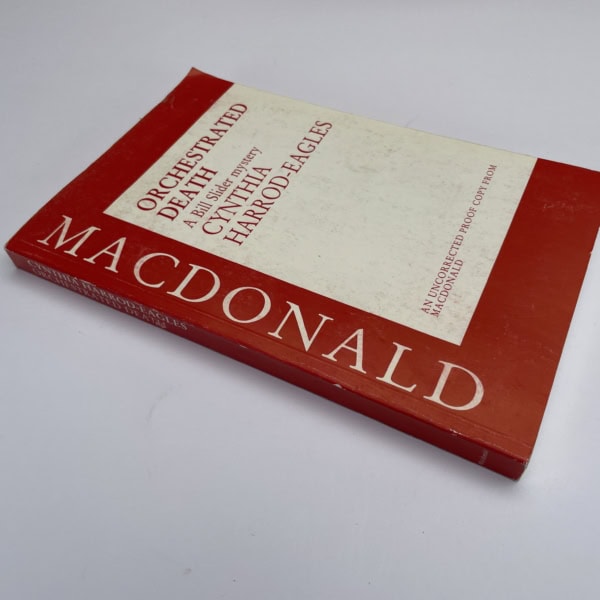 ORCHESTRATED
DEATH
A Bill Slider mystery
CYNTHIA
HARROD-EAGLES
AN UNCORRECTED PROOF COPY FROM
MACDONALD
MACDONALD
CYNTHIA HARROD-EAGLES
ORCHESTRATED DEATH